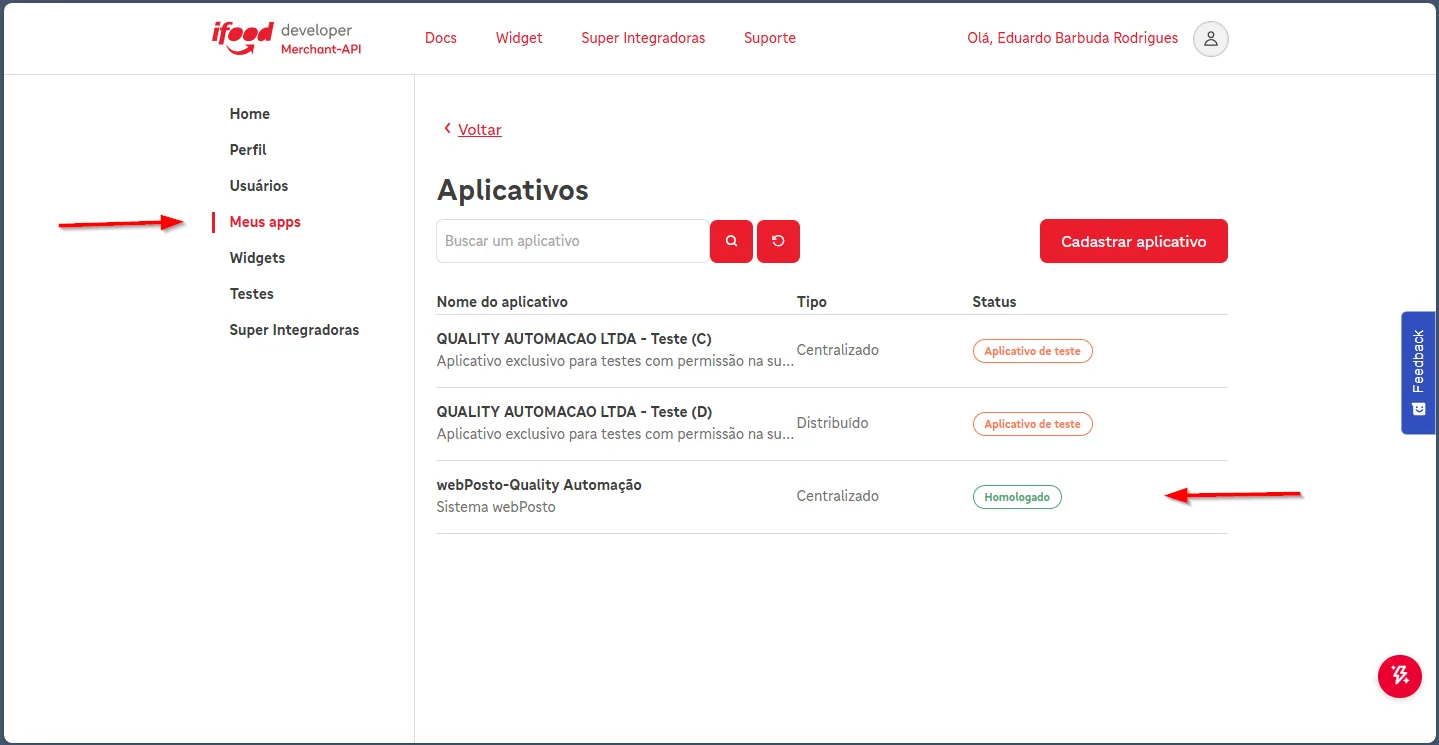 ifood developer
Merchant-API
Docs
Widget
Super Integradoras
Suporte
Olá, Eduardo Barbuda Rodrigues
Home
Perfil
Usuários
Meus apps
Widgets
Testes
Super Integradoras
Voltar
Aplicativos
Buscar um aplicativo
Cadastrar aplicativo
Nome do aplicativo Tipo Status
QUALITY AUTOMACAO LTDA - Teste (C)
Aplicativo exclusivo para testes com permissão na su...
Centralizado
Aplicativo de teste
QUALITY AUTOMACAO LTDA - Teste (D)
Aplicativo exclusivo para testes com permissão na su...
Distribuído
Aplicativo de teste
webPosto-Quality Automação
Sistema webPosto
Centralizado
Homologado
Feedback